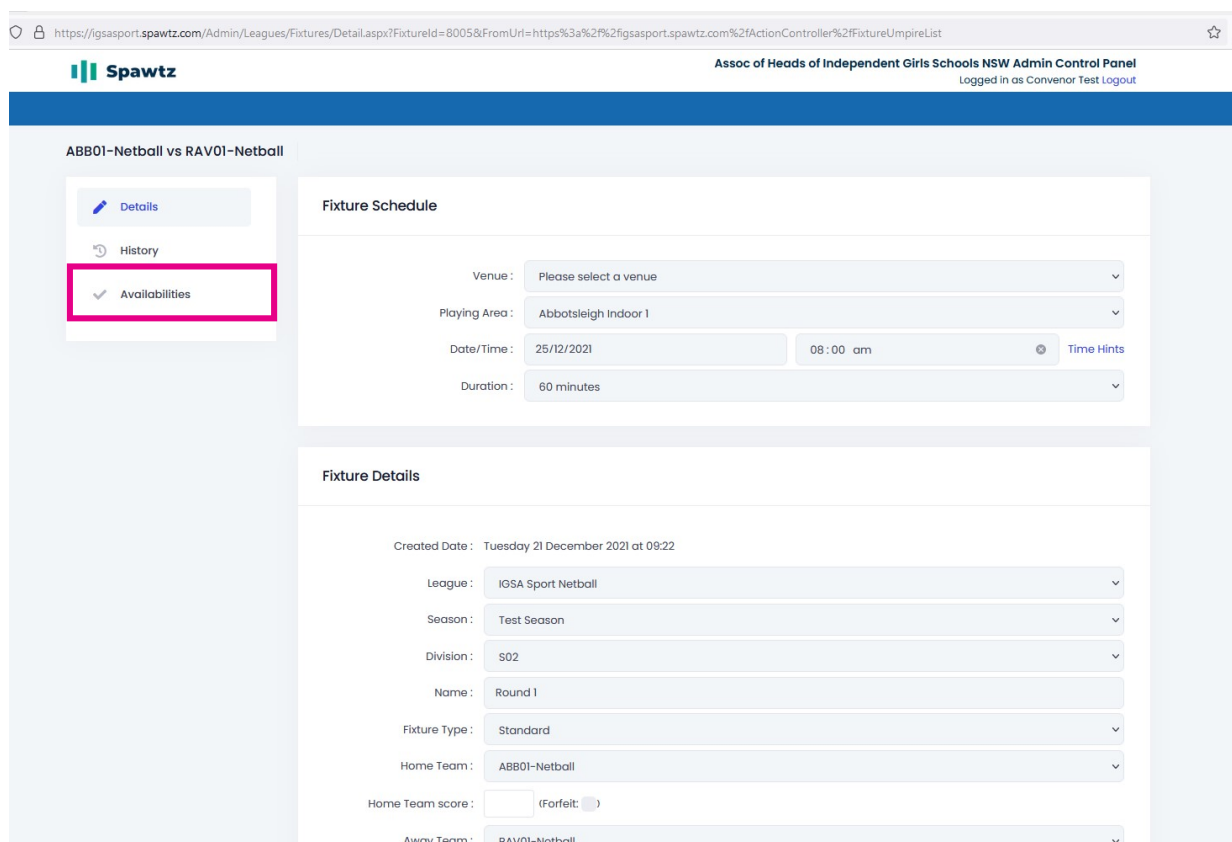 https://igsasport.spawtz.com/Admin/Leagues/Fixtures/Detail.aspx?FixtureId=8005&FromUrl=https%3a%2f%2figsasport.spawtz.com%2fActionController%2fFixtureUmpireList
Spawtz
Assoc of Heads of Independent Girls Schools NSW Admin Control Panel
Logged in as Convenor Test Logout
ABB01-Netball vs RAV01-Netball
Details
History
Availabilities
Fixture Schedule
Venue : Please select a venue
Playing Area : Abbotsleigh Indoor 1
Date/Time : 25/12/2021 08:00 am Time Hints
Duration : 60 minutes
Fixture Details
Created Date : Tuesday 21 December 2021 at 09:22
League : IGSA Sport Netball
Season : Test Season
Division : S02
Name : Round 1
Fixture Type : Standard
Home Team : ABB01-Netball
Home Team score : (Forfeit: )
Away Team : RAV01-Netball